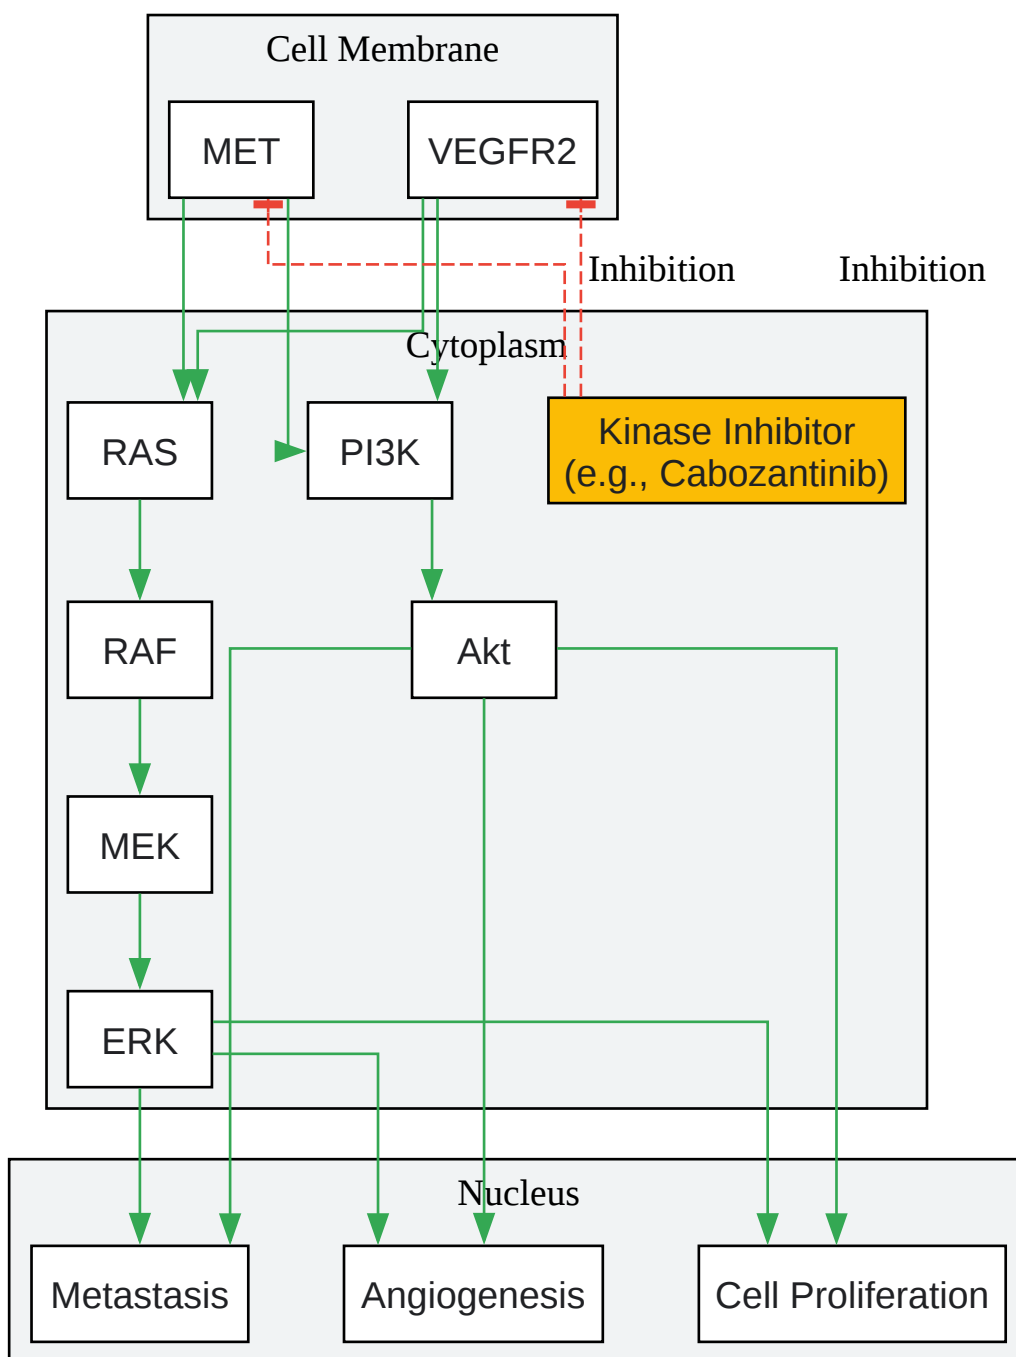 Cell Membrane
MET
VEGFR2
Inhibition
Inhibition
Cytoplasm
RAS
PI3K
Kinase Inhibitor
(e.g., Cabozantinib)
RAF
Akt
MEK
ERK
Nucleus
Metastasis
Angiogenesis
Cell Proliferation